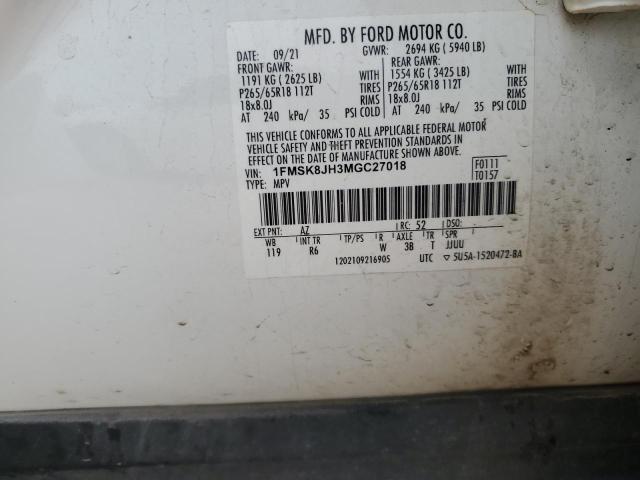 MFD. BY FORD MOTOR CO.
DATE: 09/21 GVWR: 2694 KG ( 5940 LB)
FRONT GAWR: REAR GAWR:
1191 KG ( 2625 LB) 1554 KG ( 3425 LB)
P265/65R18 112T TIRES P265/65R18 112T TIRES
18x8.0J RIMS 18x8.0J RIMS
AT 240 kPa/ 35 PSI COLD AT 240 kPa/ 35 PSI COLD
THIS VEHICLE CONFORMS TO ALL APPLICABLE FEDERAL MOTOR
VEHICLE SAFETY AND THEFT PREVENTION STANDARDS IN
EFFECT ON THE DATE OF MANUFACTURE SHOWN ABOVE.
VIN: 1FMSK8JH3MGC27018 F0111
TYPE: MPV T0157
EXT PNT: AZ RC: 52 DSO:
WB INT TR TP/PS R AXLE TR SPR
119 R6 W 3B T JJUU
1202109216905 UTC ▽ 5U5A-1520472-BA